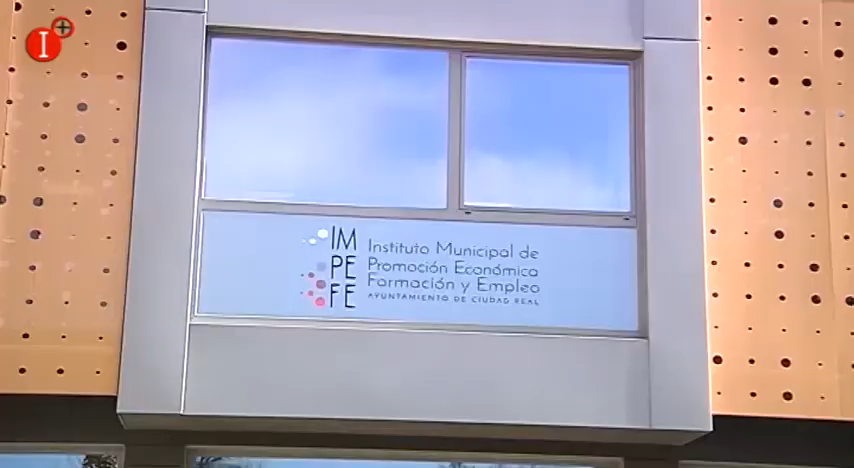 I+
IM
PE
FE
Instituto Municipal de
Promoción Económica
Formación y Empleo
AYUNTAMIENTO DE CIUDAD REAL